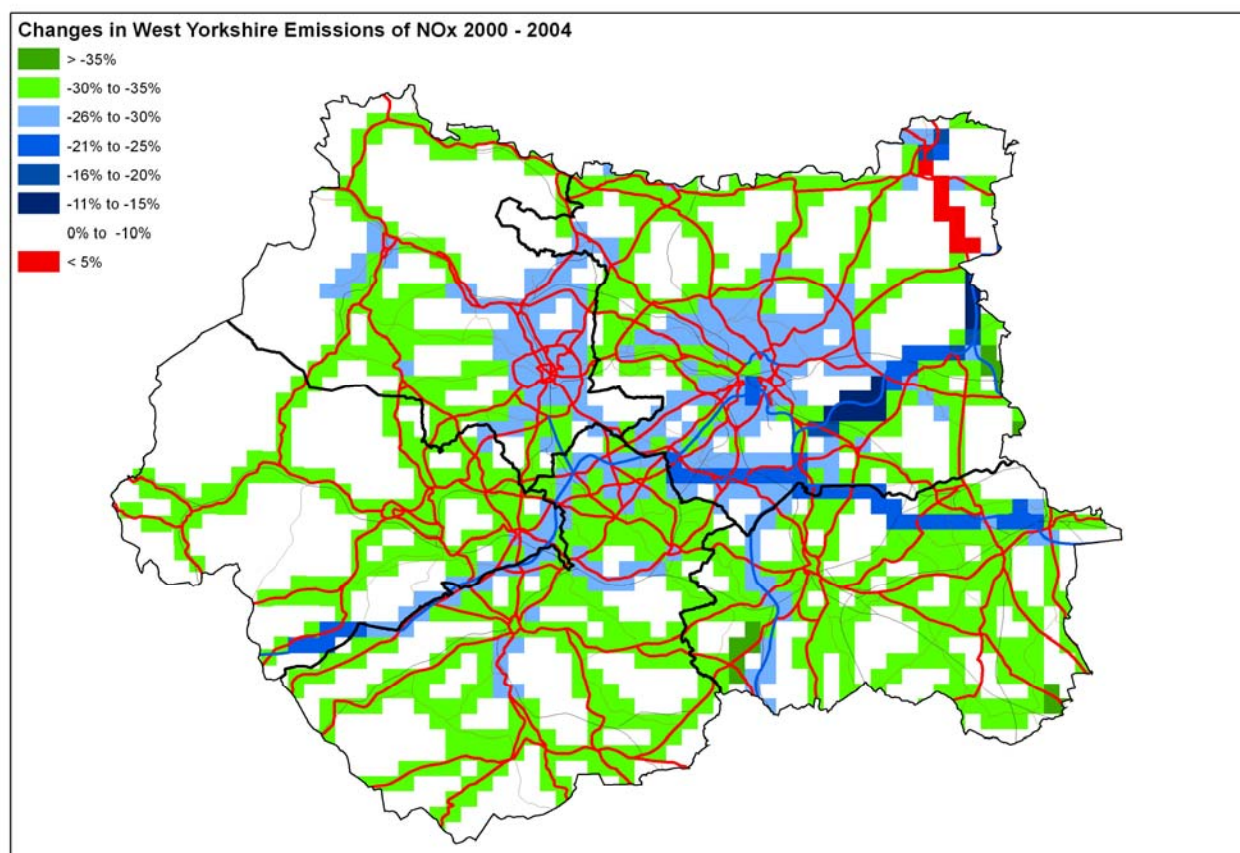 Changes in West Yorkshire Emissions of NOx 2000 - 2004
> -35%
-30% to -35%
-26% to -30%
-21% to -25%
-16% to -20%
-11% to -15%
0% to -10%
< 5%